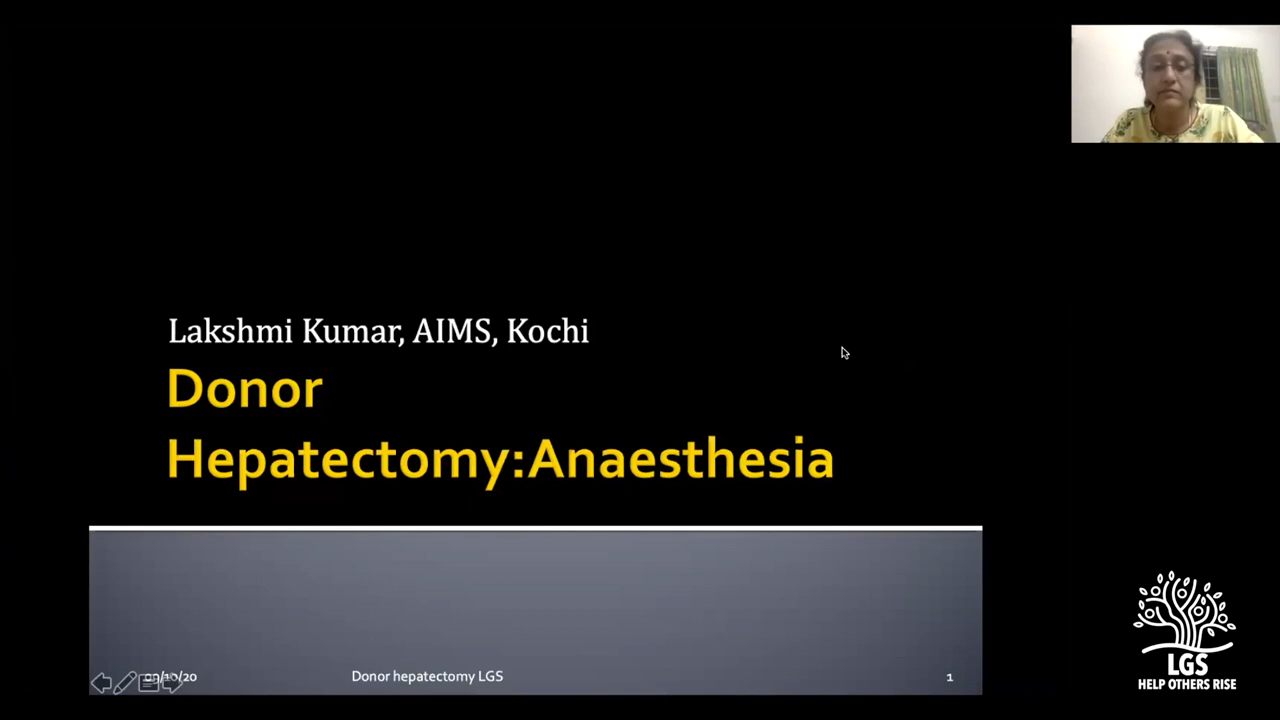 Lakshmi Kumar, AIMS, Kochi
Donor
Hepatectomy:Anaesthesia
Donor hepatectomy LGS
1
LGS
HELP OTHERS RISE